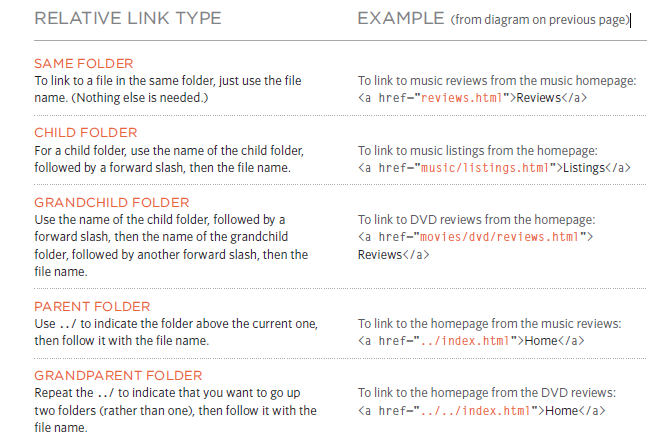 RELATIVE LINK TYPE
EXAMPLE (from diagram on previous page)
SAME FOLDER
To link to a file in the same folder, just use the file
name. (Nothing else is needed.)
To link to music reviews from the music homepage:
<a href="reviews.html">Reviews</a>
CHILD FOLDER
For a child folder, use the name of the child folder,
followed by a forward slash, then the file name.
To link to music listings from the homepage:
<a href="music/listings.html">Listings</a>
GRANDCHILD FOLDER
Use the name of the child folder, followed by a
forward slash, then the name of the grandchild
folder, followed by another forward slash, then the
file name.
To link to DVD reviews from the homepage:
<a href="movies/dvd/reviews.html">
Reviews</a>
PARENT FOLDER
Use ../ to indicate the folder above the current one,
then follow it with the file name.
To link to the homepage from the music reviews:
<a href="../index.html">Home</a>
GRANDPARENT FOLDER
Repeat the ../ to indicate that you want to go up
two folders (rather than one), then follow it with the
file name.
To link to the homepage from the DVD reviews:
<a href="../../index.html">Home</a>